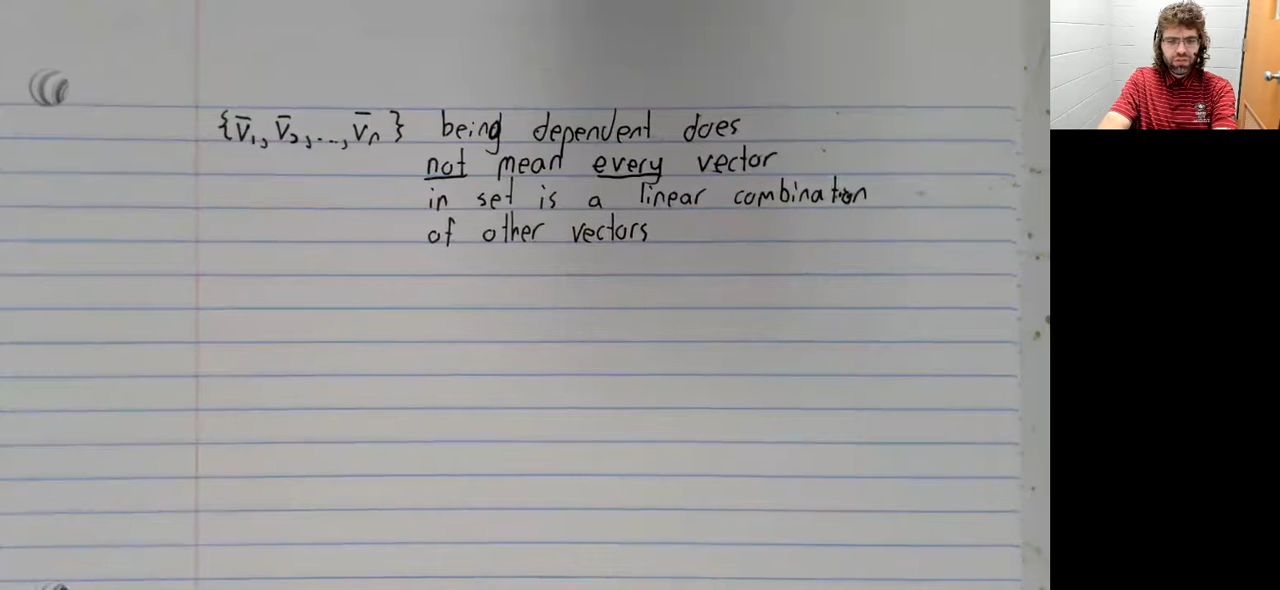 {v̄₁, v̄₂, ..., v̄ₙ} being dependent does
not mean every vector
in set is a linear combination
of other vectors